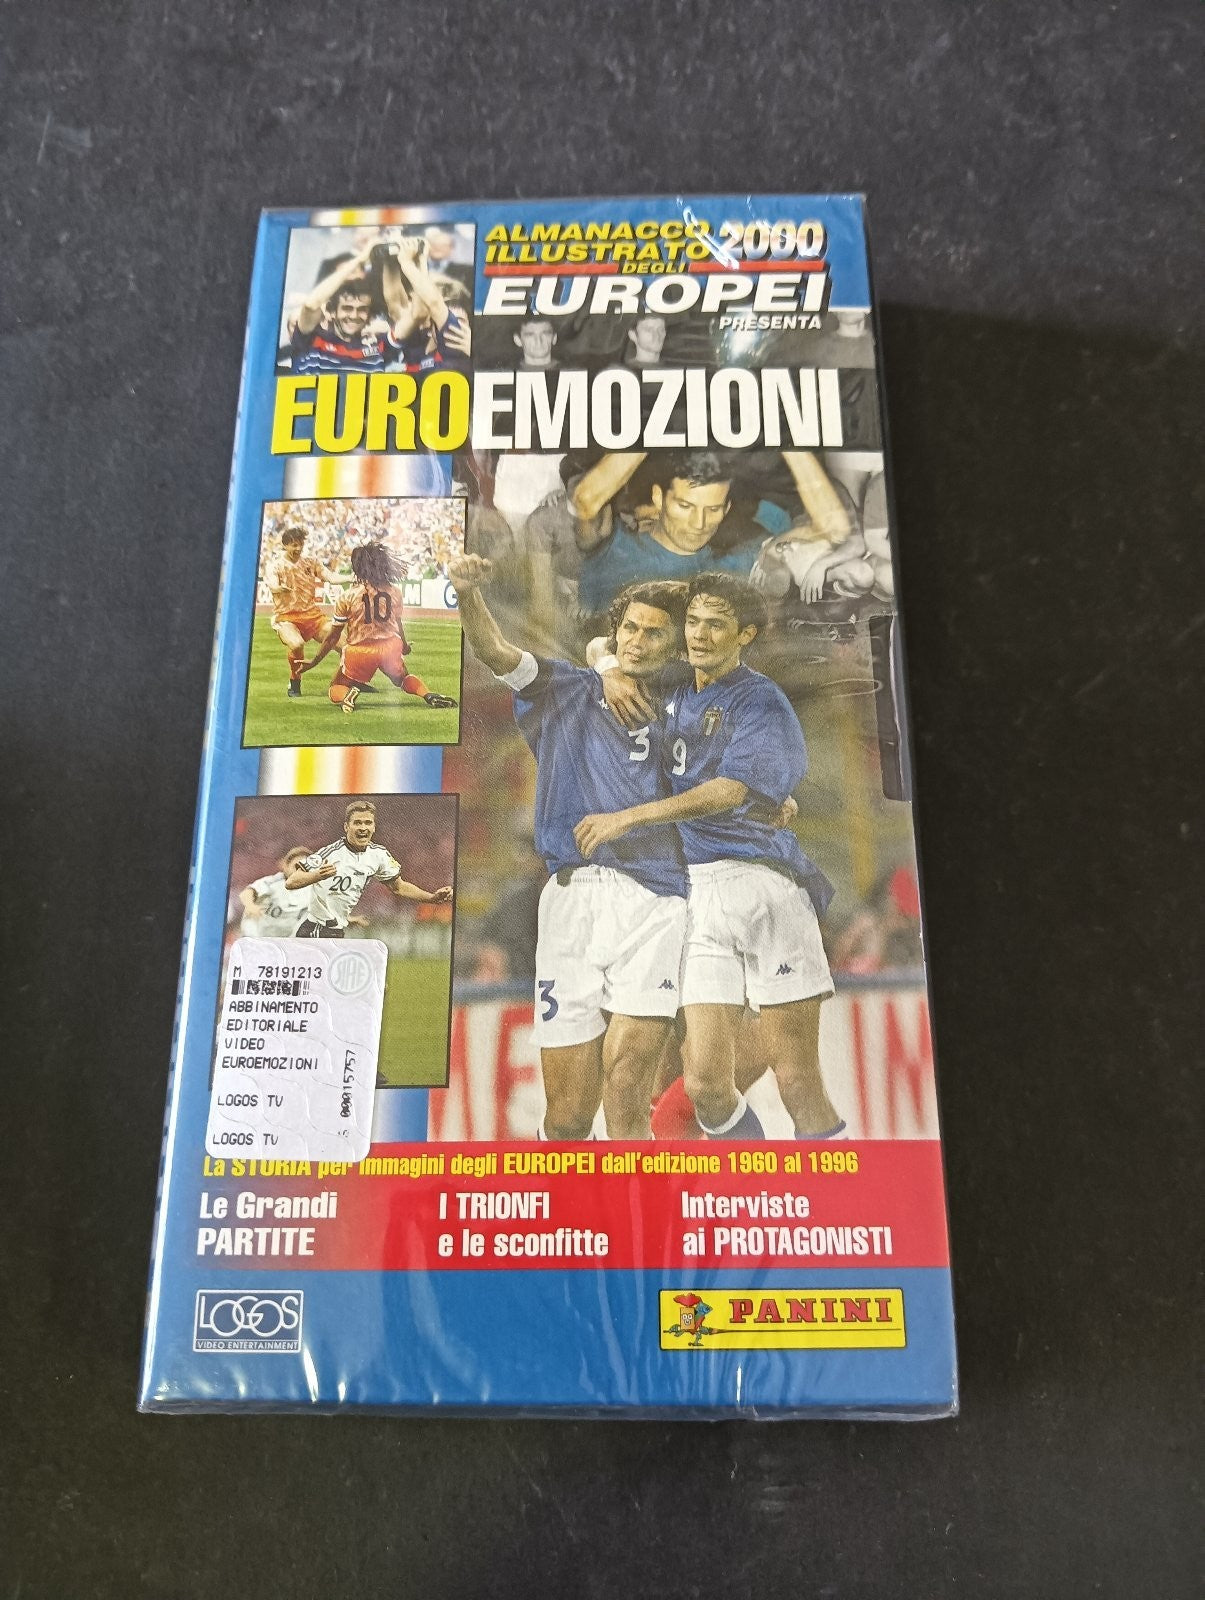 ALMANACCO
ILLUSTRATO 2000
DEGLI
EUROPEI
PRESENTA
EUROEMOZIONI
10
3
9
20
10
3
M 78191213
ABBINAMENTO
EDITORIALE
VIDEO
EUROEMOZIONI
LOGOS TV
LOGOS TV
00015757
La STORIA per immagini degli EUROPEI dall'edizione 1960 al 1996
Le Grandi
PARTITE
I TRIONFI
e le sconfitte
Interviste
ai PROTAGONISTI
LOGOS
VIDEO ENTERTAINMENT
PANINI